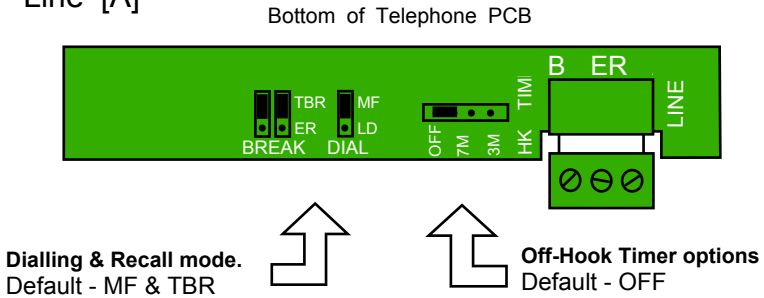 Line [A]
Bottom of Telephone PCB
B ER
TBR MF
ER LD
BREAK DIAL
OFF
7M
3M
HK TIM
LINE
Dialling & Recall mode.
Default - MF & TBR
Off-Hook Timer options
Default - OFF